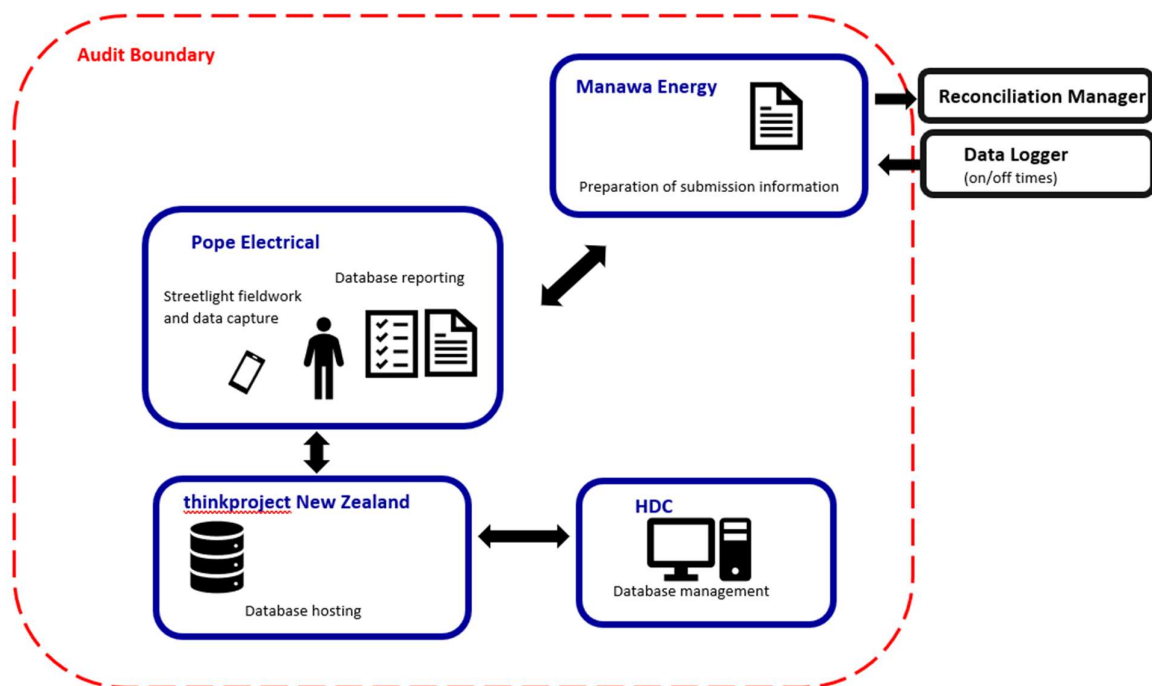 Audit Boundary
Manawa Energy
Preparation of submission information
Reconciliation Manager
Data Logger
(on/off times)
Pope Electrical
Database reporting
Streetlight fieldwork
and data capture
thinkproject New Zealand
Database hosting
HDC
Database management